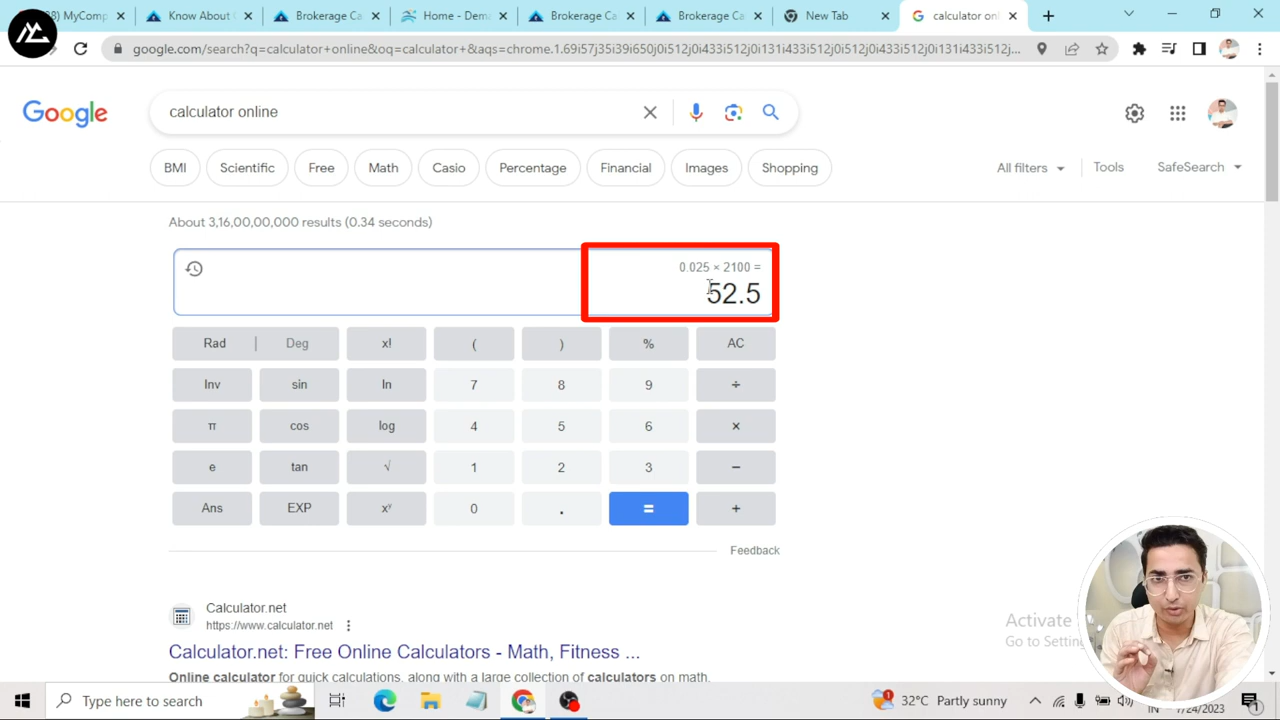 8) MyComp
Know About
Brokerage Ca
Home - Dema
Brokerage Ca
Brokerage Ca
New Tab
calculator onl
google.com/search?q=calculator+online&oq=calculator+&aqs=chrome.1.69i57j35i39i650j0i512j0i433i512j0i131i433i512j0i512j0i433i512j0i131i433i512j...
Google
calculator online
BMI
Scientific
Free
Math
Casio
Percentage
Financial
Images
Shopping
All filters
Tools
SafeSearch
About 3,16,00,00,000 results (0.34 seconds)
0.025 × 2100 =
52.5
Rad | Deg x! ( ) % AC
Inv sin ln 7 8 9 ÷
π cos log 4 5 6 ×
e tan √ 1 2 3 −
Ans EXP xʸ 0 . = +
Feedback
Calculator.net
https://www.calculator.net
Calculator.net: Free Online Calculators - Math, Fitness ...
Online calculator for quick calculations, along with a large collection of calculators on math,
Activate
Go to Setting
Type here to search
32°C Partly sunny
IN
7/24/2023
1